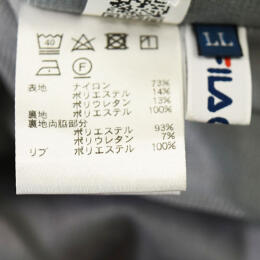 LL
FILA
40
F
表地 ナイロン 73%
ポリエステル 14%
ポリウレタン 13%
裏地 ポリエステル 100%
裏地両脇部分
ポリエステル 93%
ポリウレタン 7%
リブ ポリエステル 100%